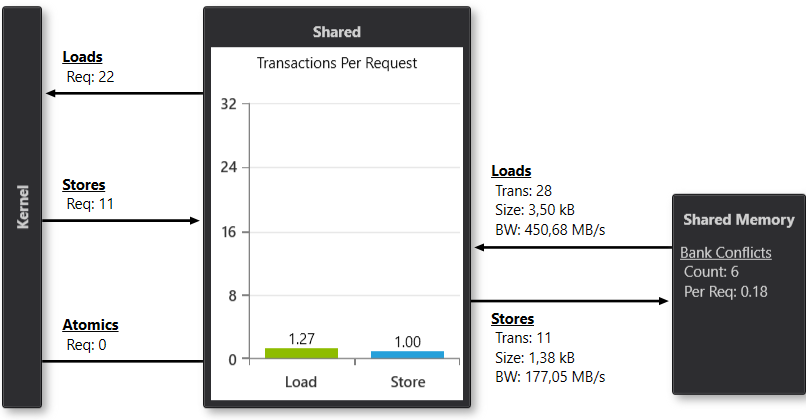 Kernel
Loads
Req: 22
Stores
Req: 11
Atomics
Req: 0
Shared
Transactions Per Request
32
24
16
8
0
1.27
1.00
Load
Store
Loads
Trans: 28
Size: 3,50 kB
BW: 450,68 MB/s
Stores
Trans: 11
Size: 1,38 kB
BW: 177,05 MB/s
Shared Memory
Bank Conflicts
Count: 6
Per Req: 0.18